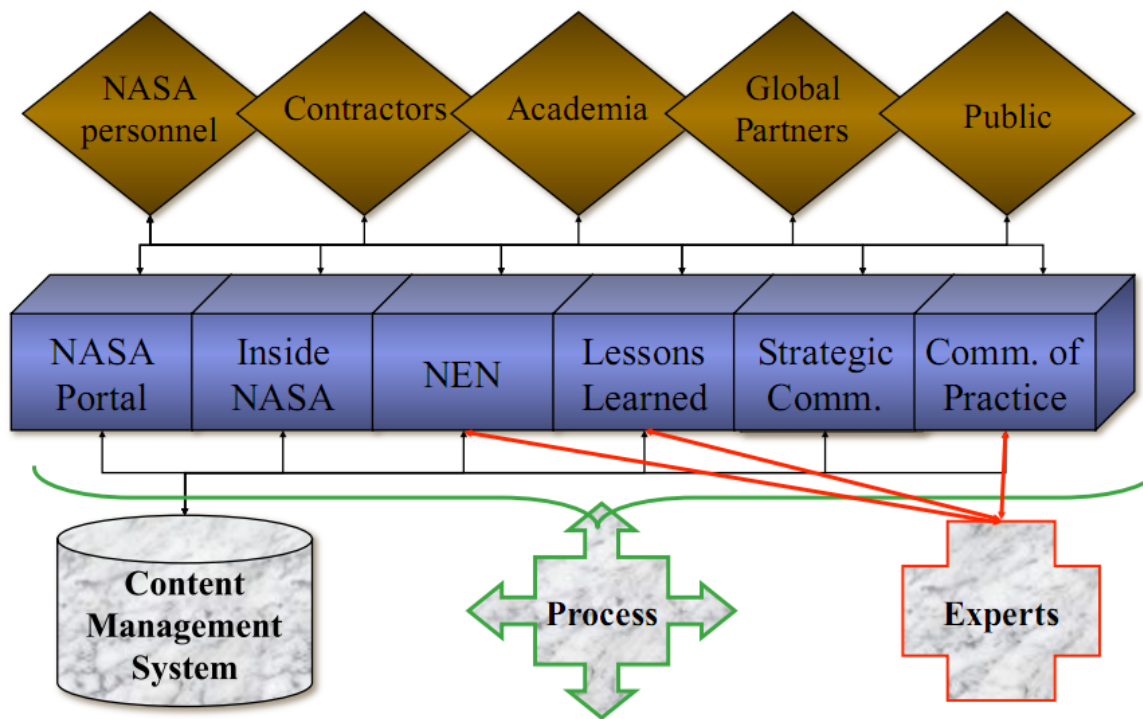 NASA
personnel
Contractors
Academia
Global
Partners
Public
NASA
Portal
Inside
NASA
NEN
Lessons
Learned
Strategic
Comm.
Comm. of
Practice
Content
Management
System
Process
Experts